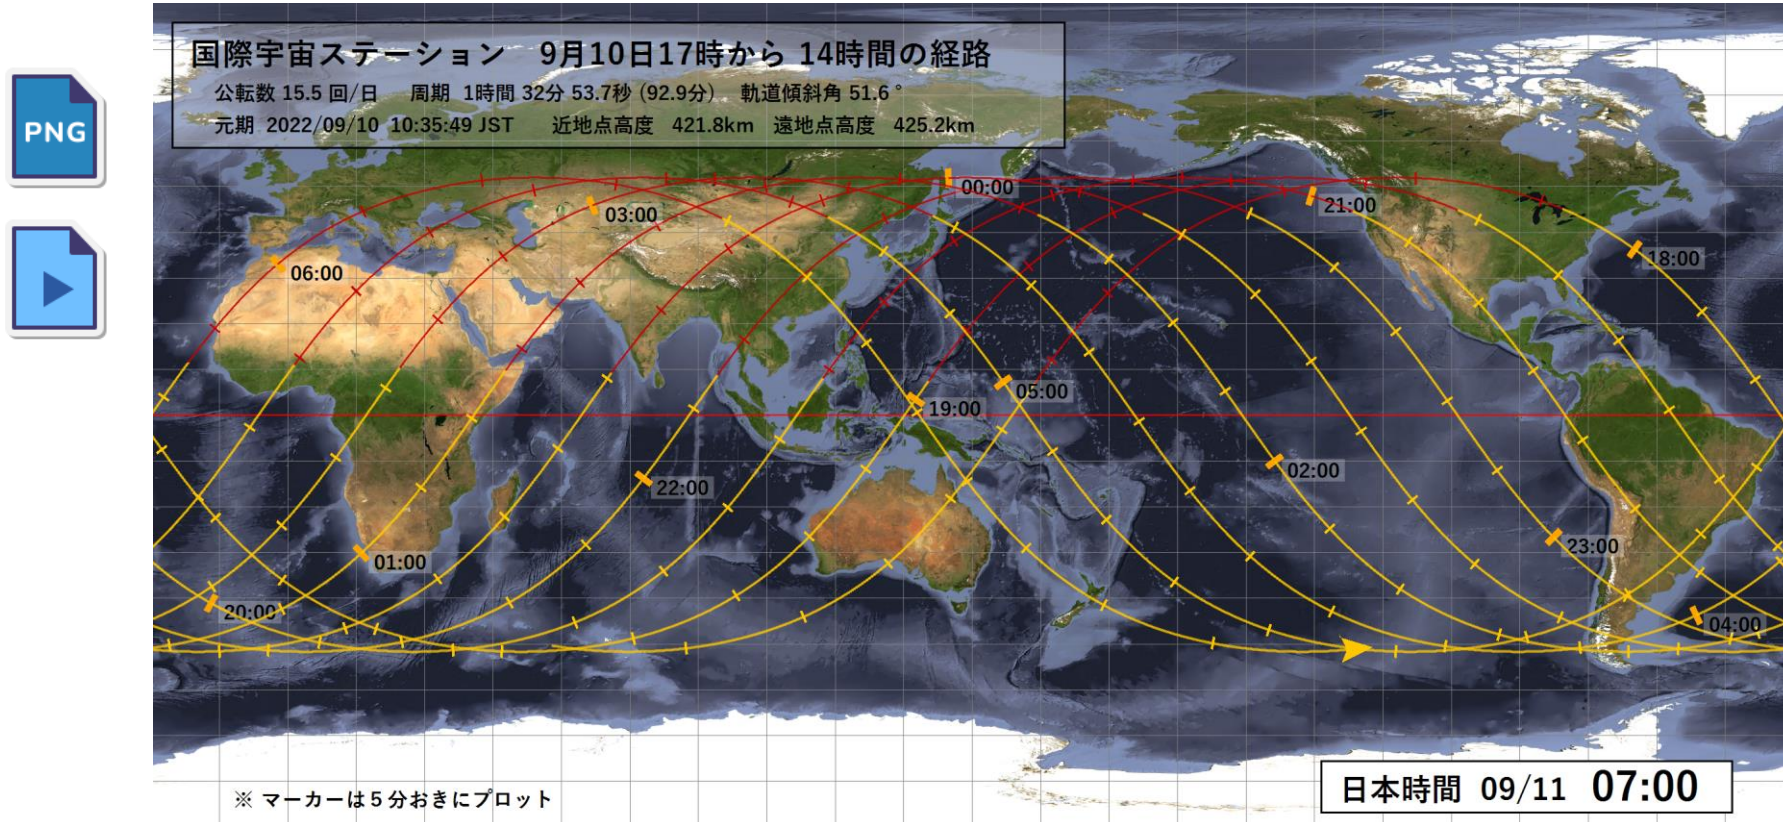 PNG
国際宇宙ステーション 9月10日17時から 14時間の経路
公転数 15.5 回/日 周期 1時間 32分 53.7秒 (92.9分) 軌道傾斜角 51.6 °
元期 2022/09/10 10:35:49 JST 近地点高度 421.8km 遠地点高度 425.2km
00:00
03:00
21:00
18:00
06:00
05:00
19:00
02:00
22:00
23:00
01:00
20:00
04:00
※ マーカーは5分おきにプロット
日本時間 09/11 07:00